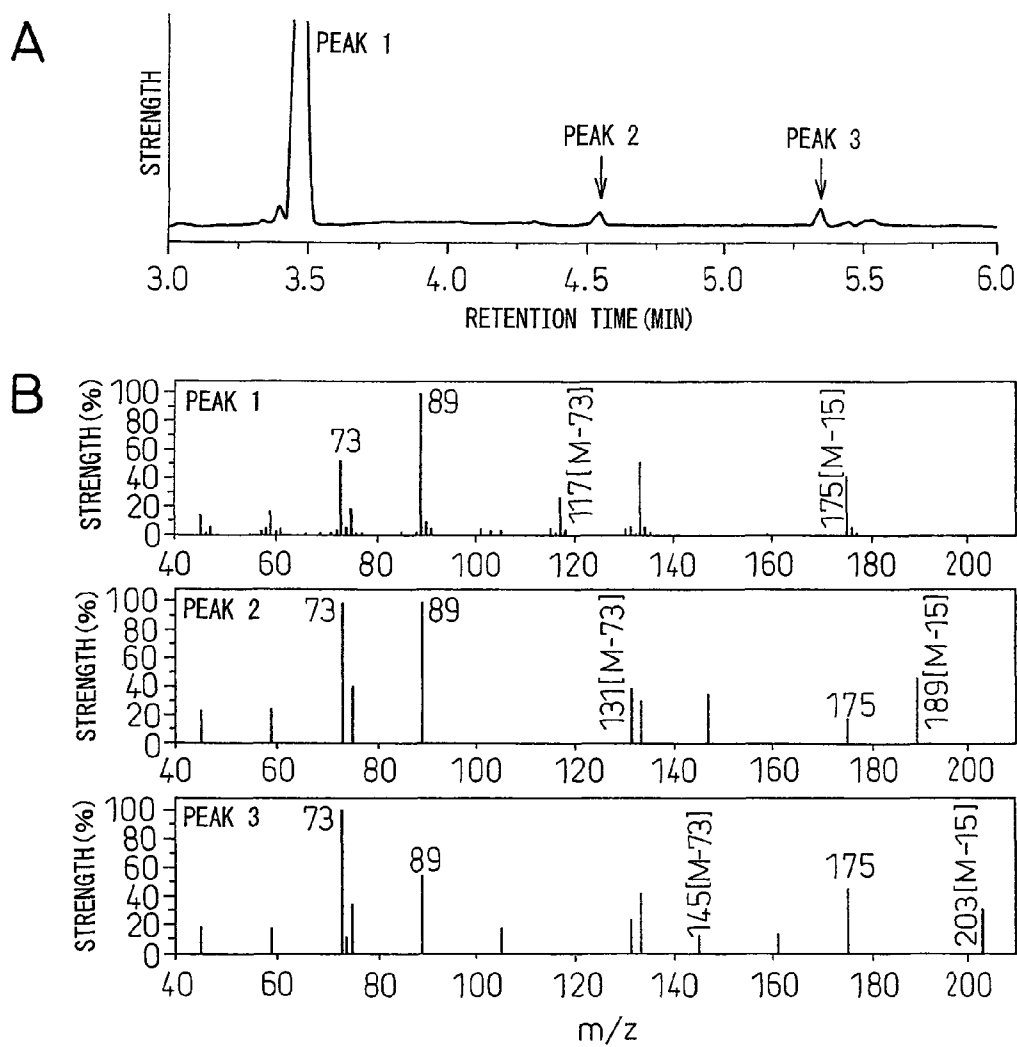 A
STRENGTH
PEAK 1
PEAK 2
PEAK 3
3.0 3.5 4.0 4.5 5.0 5.5 6.0
RETENTION TIME(MIN)
B
STRENGTH(%)
100
80
60
40
20
0
PEAK 1
73
89
117[M-73]
175[M-15]
40 60 80 100 120 140 160 180 200
STRENGTH(%)
100
80
60
40
20
0
PEAK 2
73
89
131[M-73]
175
189[M-15]
40 60 80 100 120 140 160 180 200
STRENGTH(%)
100
80
60
40
20
0
PEAK 3
73
89
145[M-73]
175
203[M-15]
40 60 80 100 120 140 160 180 200
m/z